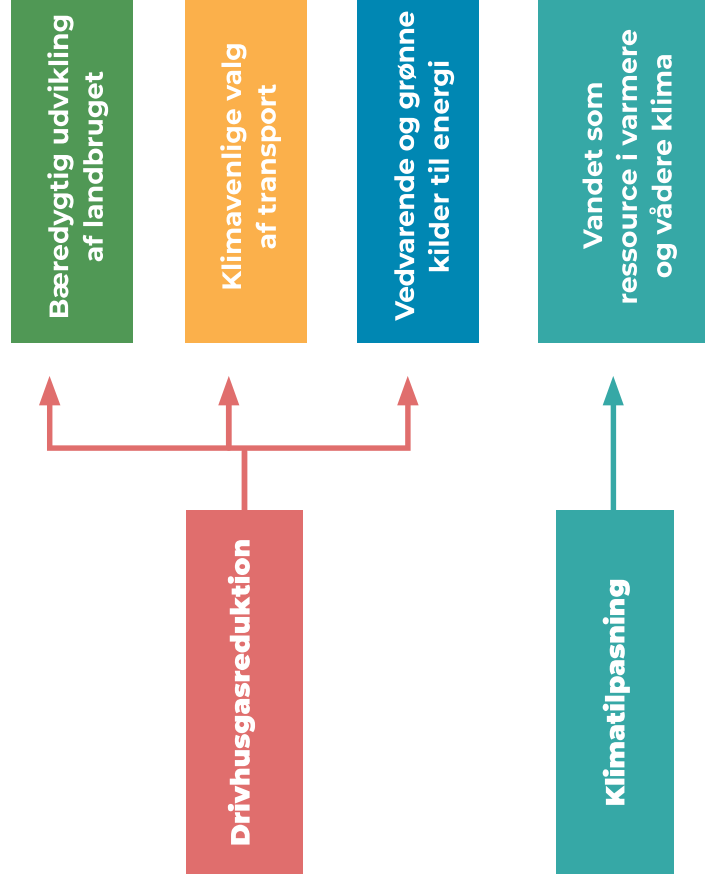 Drivhusgasreduktion
Bæredygtig udvikling
af landbruget
Klimavenlige valg
af transport
Vedvarende og grønne
kilder til energi
Klimatilpasning
Vandet som
ressource i varmere
og vådere klima